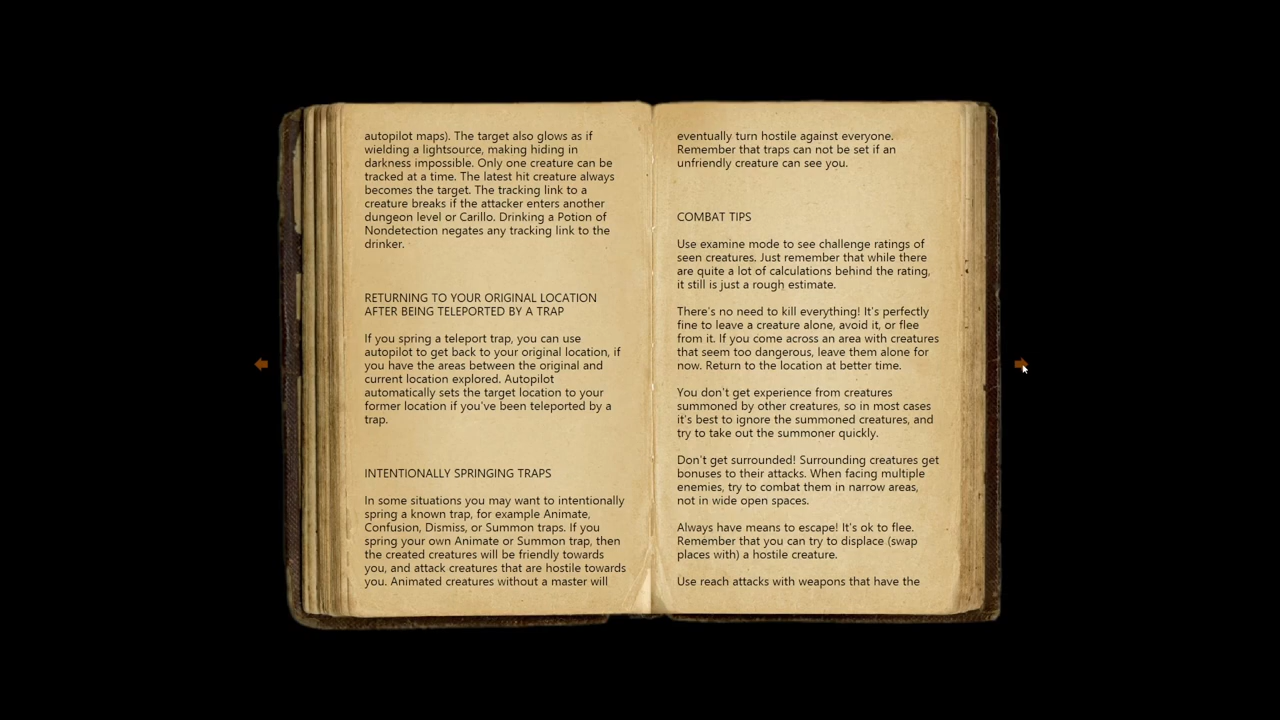 autopilot maps). The target also glows as if
wielding a lightsource, making hiding in
darkness impossible. Only one creature can be
tracked at a time. The latest hit creature always
becomes the target. The tracking link to a
creature breaks if the attacker enters another
dungeon level or Carillo. Drinking a Potion of
Nondetection negates any tracking link to the
drinker.
RETURNING TO YOUR ORIGINAL LOCATION
AFTER BEING TELEPORTED BY A TRAP
If you spring a teleport trap, you can use
autopilot to get back to your original location, if
you have the areas between the original and
current location explored. Autopilot
automatically sets the target location to your
former location if you've been teleported by a
trap.
INTENTIONALLY SPRINGING TRAPS
In some situations you may want to intentionally
spring a known trap, for example Animate,
Confusion, Dismiss, or Summon traps. If you
spring your own Animate or Summon trap, then
the created creatures will be friendly towards
you, and attack creatures that are hostile towards
you. Animated creatures without a master will
eventually turn hostile against everyone.
Remember that traps can not be set if an
unfriendly creature can see you.
COMBAT TIPS
Use examine mode to see challenge ratings of
seen creatures. Just remember that while there
are quite a lot of calculations behind the rating,
it still is just a rough estimate.
There's no need to kill everything! It's perfectly
fine to leave a creature alone, avoid it, or flee
from it. If you come across an area with creatures
that seem too dangerous, leave them alone for
now. Return to the location at better time.
You don't get experience from creatures
summoned by other creatures, so in most cases
it's best to ignore the summoned creatures, and
try to take out the summoner quickly.
Don't get surrounded! Surrounding creatures get
bonuses to their attacks. When facing multiple
enemies, try to combat them in narrow areas,
not in wide open spaces.
Always have means to escape! It's ok to flee.
Remember that you can try to displace (swap
places with) a hostile creature.
Use reach attacks with weapons that have the